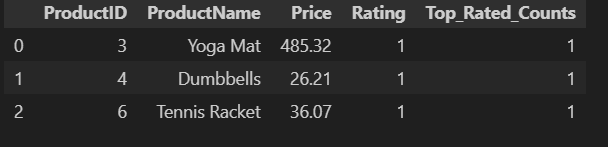 ProductID ProductName Price Rating Top_Rated_Counts
0 3 Yoga Mat 485.32 1 1
1 4 Dumbbells 26.21 1 1
2 6 Tennis Racket 36.07 1 1